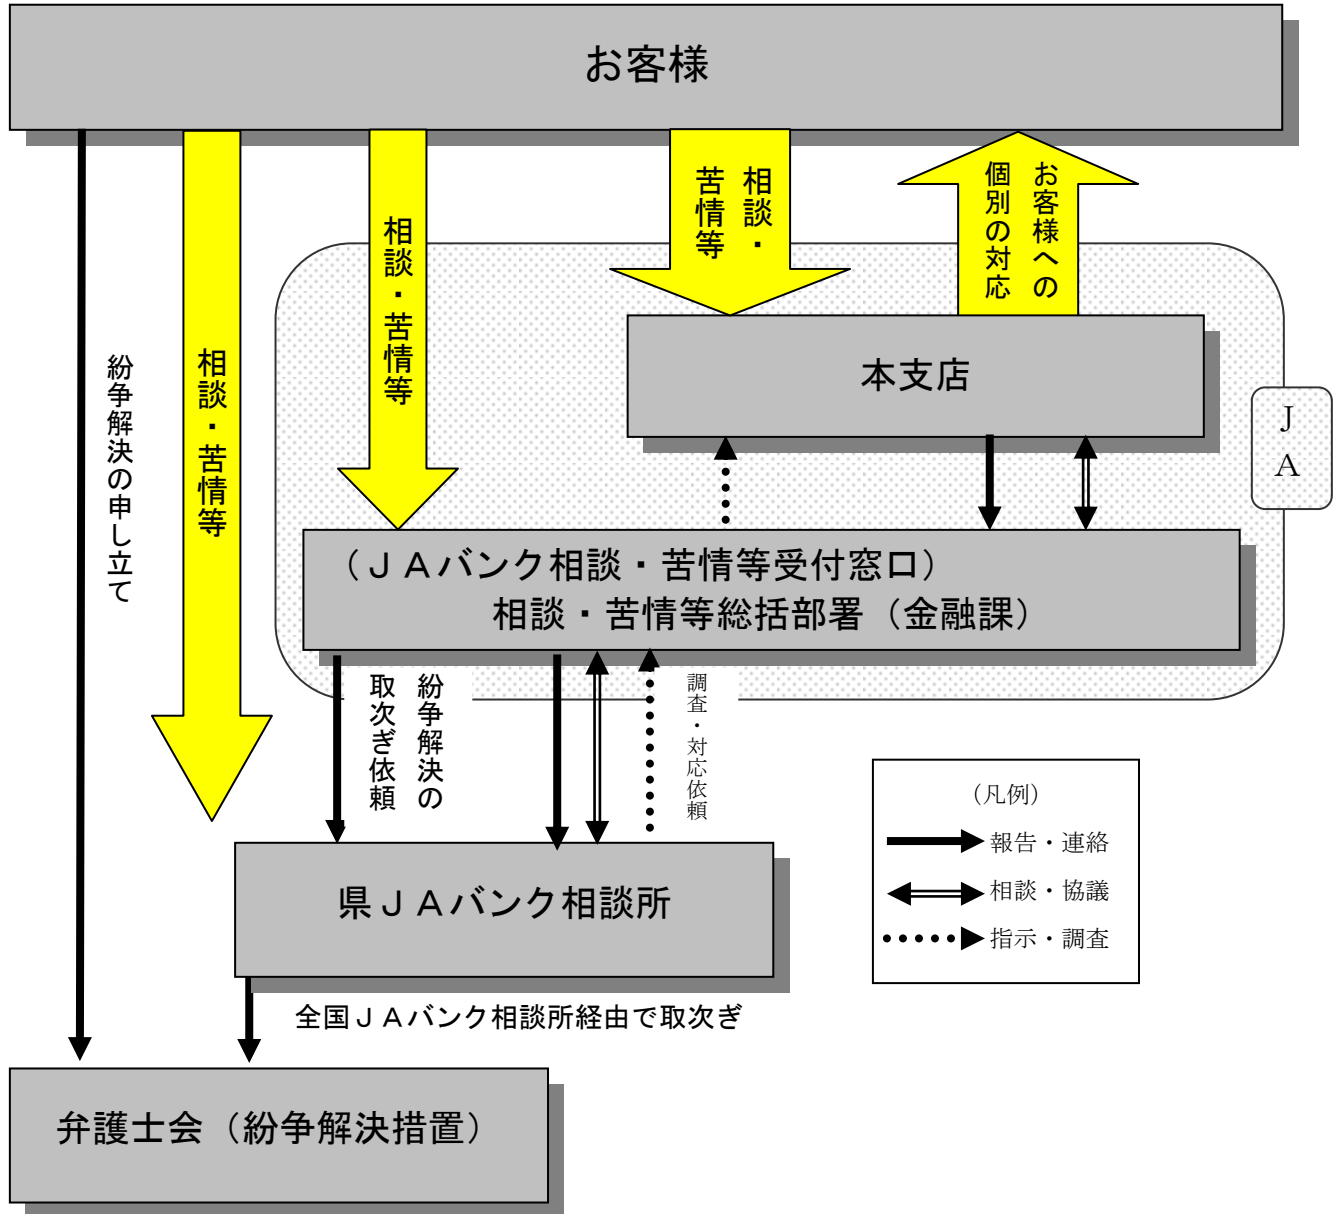 お客様
紛争解決の申し立て
相談・苦情等
相談・苦情等
相談・
苦情等
お客様への
個別の対応
本支店
JA
（ＪＡバンク相談・苦情等受付窓口）
相談・苦情等総括部署（金融課）
紛争解決の
取次ぎ依頼
調査・対応依頼
県ＪＡバンク相談所
（凡例）
報告・連絡
相談・協議
指示・調査
全国ＪＡバンク相談所経由で取次ぎ
弁護士会（紛争解決措置）